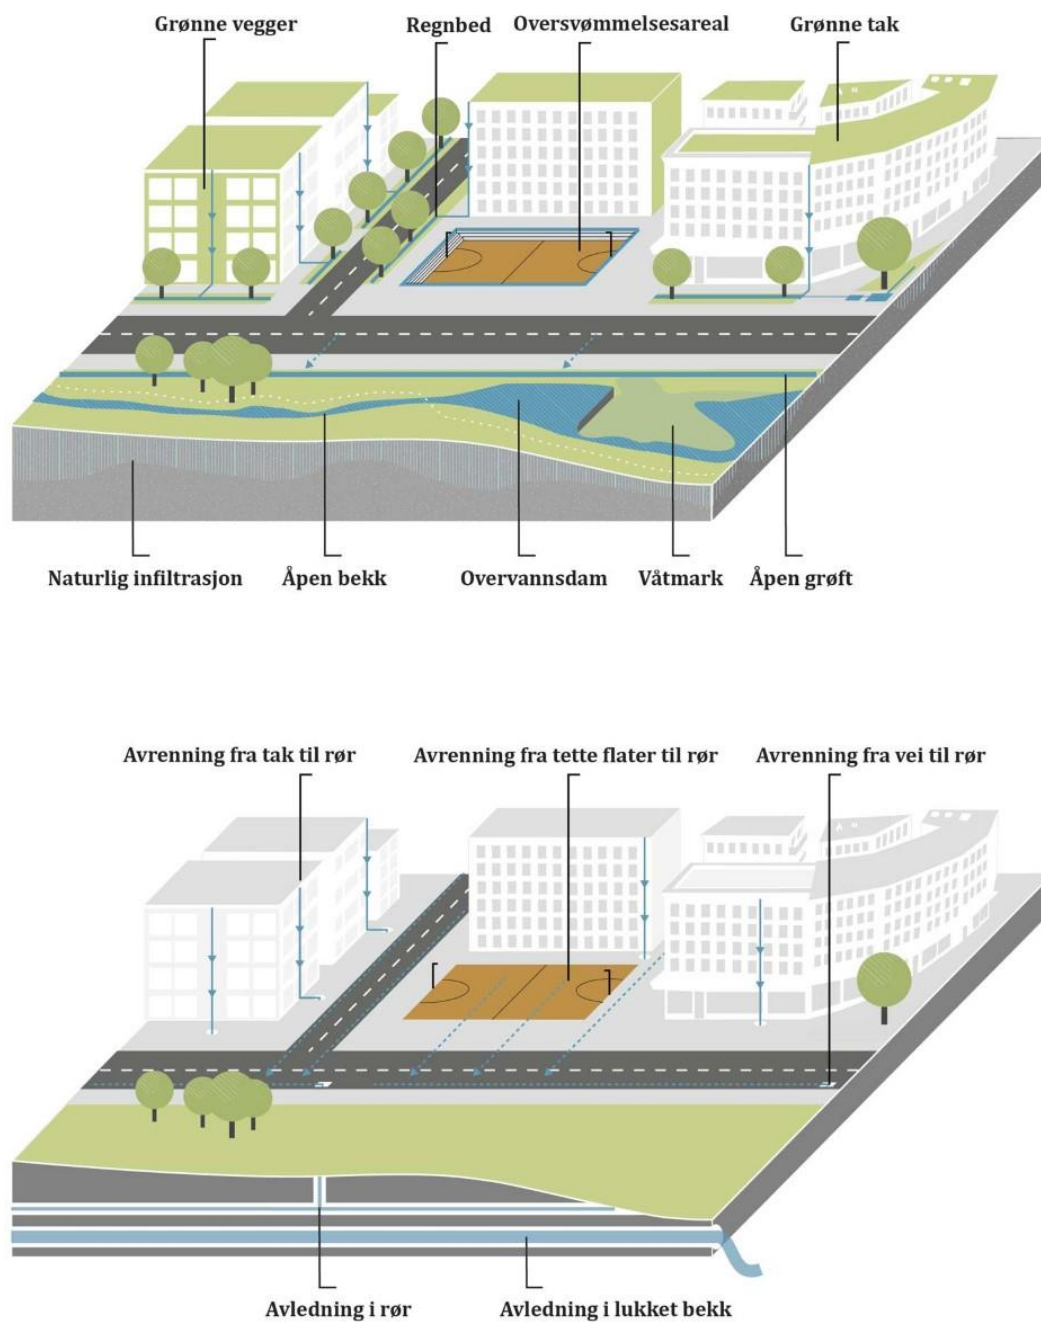 Grønne vegger
Regnbed
Oversvømmelsesareal
Grønne tak
Naturlig infiltrasjon
Åpen bekk
Overvannsdam
Våtmark
Åpen grøft
Avrenning fra tak til rør
Avrenning fra tette flater til rør
Avrenning fra vei til rør
Avledning i rør
Avledning i lukket bekk